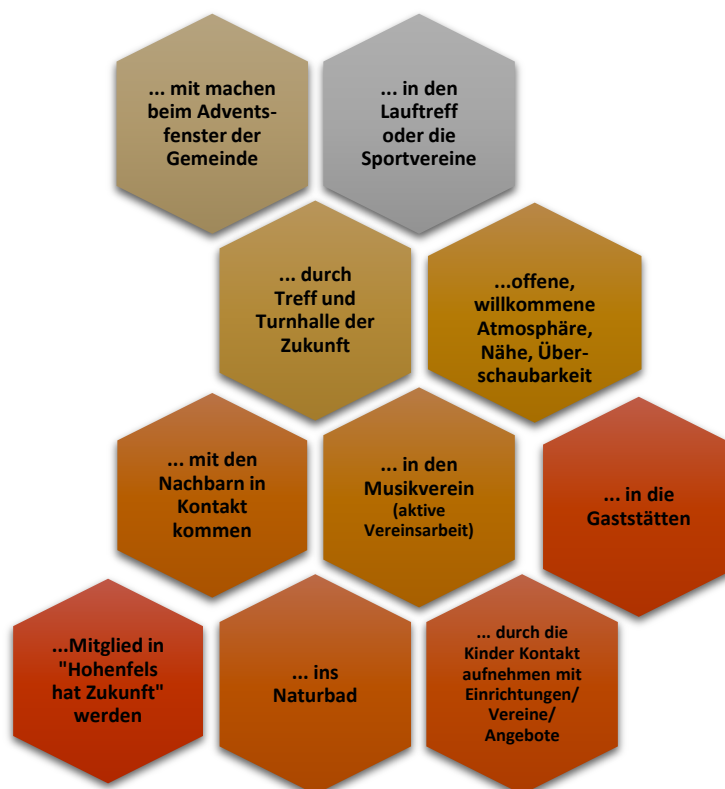 ... mit machen
beim Advents-
fenster der
Gemeinde
... in den
Lauftreff
oder die
Sportvereine
... durch
Treff und
Turnhalle der
Zukunft
...offene,
willkommene
Atmosphäre,
Nähe, Über-
schaubarkeit
... mit den
Nachbarn in
Kontakt
kommen
... in den
Musikverein
(aktive
Vereinsarbeit)
... in die
Gaststätten
...Mitglied in
"Hohenfels
hat Zukunft"
werden
... ins
Naturbad
... durch die
Kinder Kontakt
aufnehmen mit
Einrichtungen/
Vereine/
Angebote